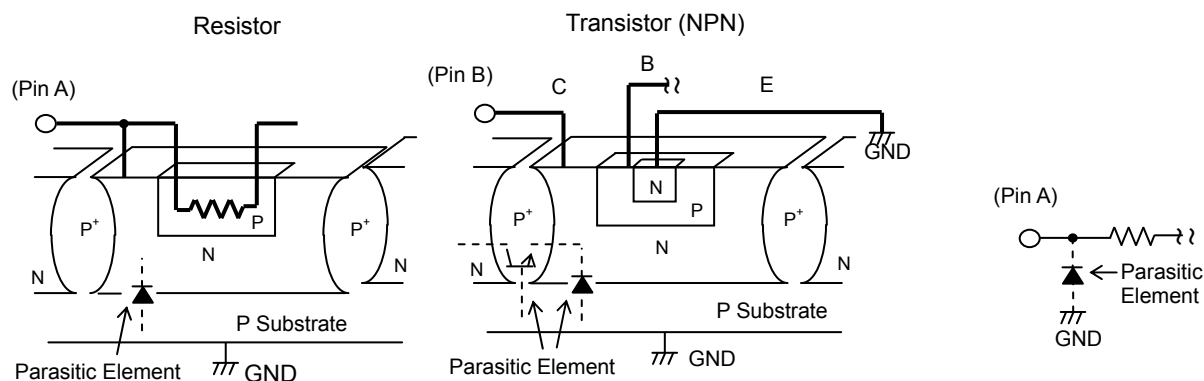 Resistor
(Pin A)
P+
P
P+
N
N
N
P Substrate
Parasitic Element
GND
Transistor (NPN)
(Pin B)
C
B
E
GND
N
P+
P
P+
N
N
N
P Substrate
Parasitic Element
GND
(Pin A)
Parasitic
Element
GND